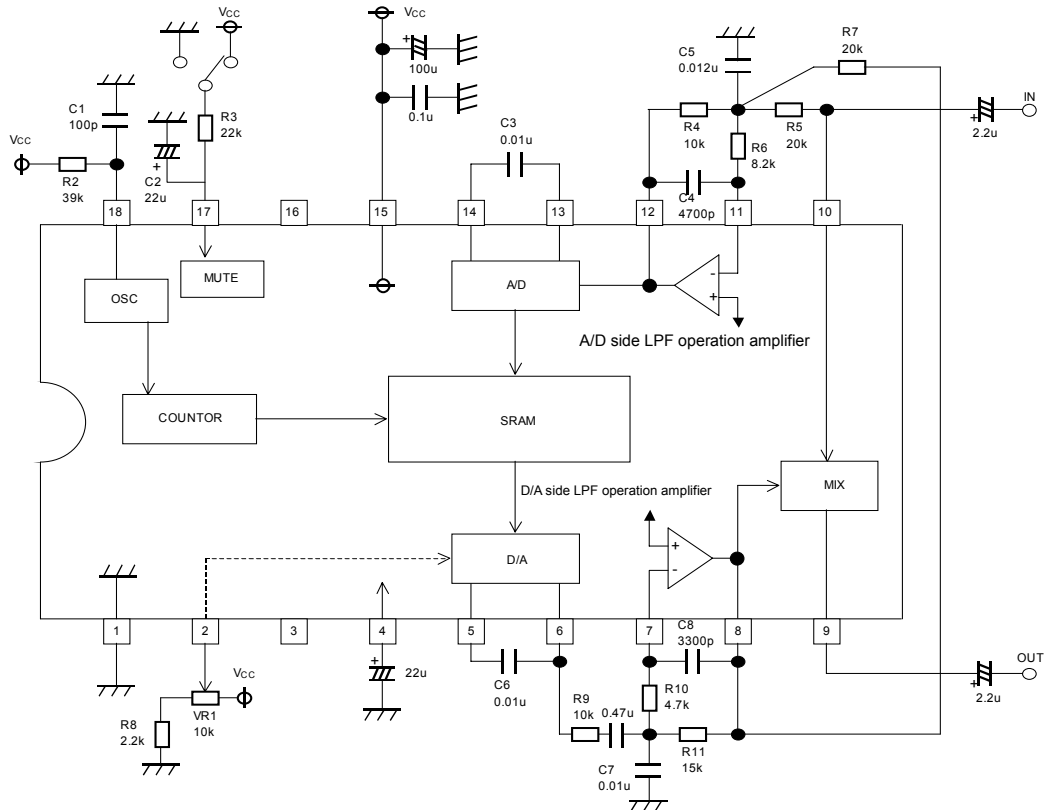 Vcc
Vcc
C5
0.012u
R7
20k
100u
IN
C1
100p
R3
22k
0.1u
C3
0.01u
R4
10k
R5
20k
+
2.2u
Vcc
R2
39k
C2
22u
+
R6
8.2k
C4
4700p
18
17
16
15
14
13
12
11
10
MUTE
OSC
A/D
-
+
A/D side LPF operation amplifier
COUNTOR
SRAM
D/A side LPF operation amplifier
MIX
D/A
+
-
1
2
3
4
5
6
7
8
9
C8
3300p
+
22u
C6
0.01u
R10
4.7k
OUT
+
2.2u
Vcc
R8
2.2k
VR1
10k
R9
10k
0.47u
R11
15k
C7
0.01u